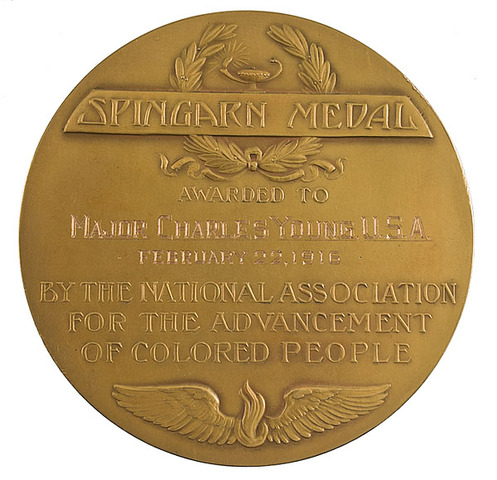 SPINGARN MEDAL
AWARDED TO
MAJOR CHARLES YOUNG U.S.A.
FEBRUARY 22, 1916
BY THE NATIONAL ASSOCIATION
FOR THE ADVANCEMENT
OF COLORED PEOPLE